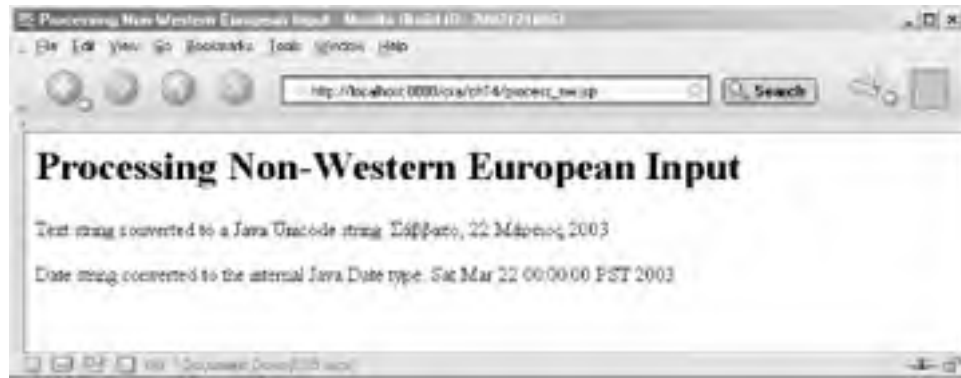 Processing Non-Western European Input - Mozilla
File Edit View Go Bookmarks Tools Window Help
Search
Processing Non-Western European Input
Text string converted to a Java Unicode string: Σάββατο, 22 Μάρτιος 2003
Date string converted to the internal Java Date type: Sat Mar 22 00:00:00 PST 2003